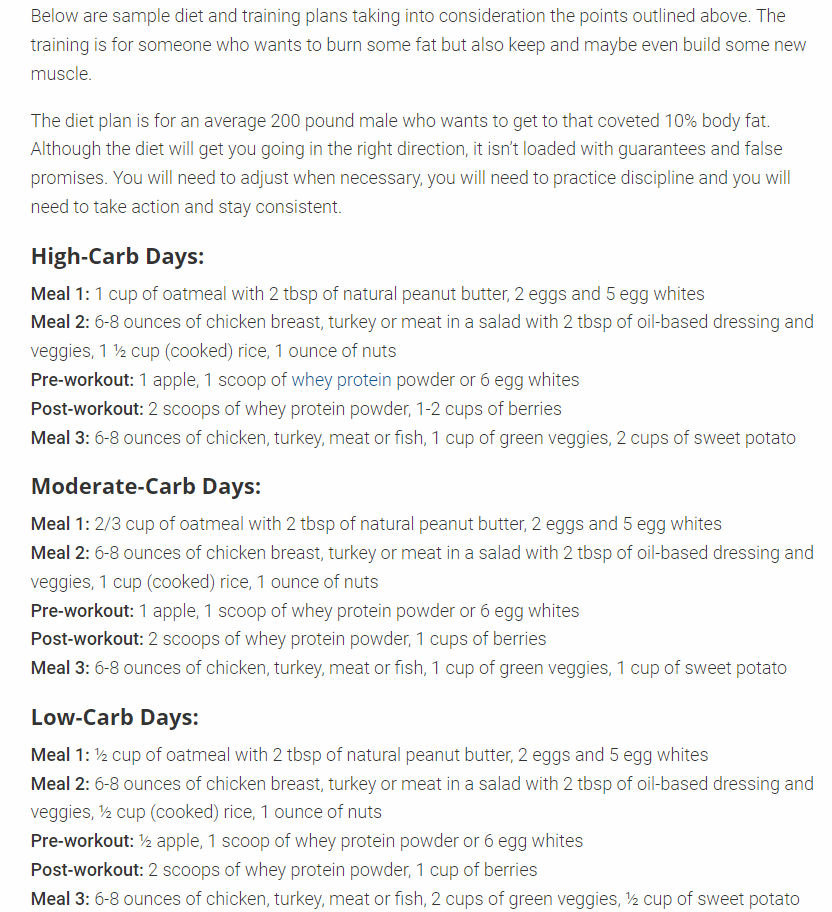 Below are sample diet and training plans taking into consideration the points outlined above. The
training is for someone who wants to burn some fat but also keep and maybe even build some new
muscle.
The diet plan is for an average 200 pound male who wants to get to that coveted 10% body fat.
Although the diet will get you going in the right direction, it isn’t loaded with guarantees and false
promises. You will need to adjust when necessary, you will need to practice discipline and you will
need to take action and stay consistent.
High-Carb Days:
Meal 1: 1 cup of oatmeal with 2 tbsp of natural peanut butter, 2 eggs and 5 egg whites
Meal 2: 6-8 ounces of chicken breast, turkey or meat in a salad with 2 tbsp of oil-based dressing and
veggies, 1 ½ cup (cooked) rice, 1 ounce of nuts
Pre-workout: 1 apple, 1 scoop of whey protein powder or 6 egg whites
Post-workout: 2 scoops of whey protein powder, 1-2 cups of berries
Meal 3: 6-8 ounces of chicken, turkey, meat or fish, 1 cup of green veggies, 2 cups of sweet potato
Moderate-Carb Days:
Meal 1: 2/3 cup of oatmeal with 2 tbsp of natural peanut butter, 2 eggs and 5 egg whites
Meal 2: 6-8 ounces of chicken breast, turkey or meat in a salad with 2 tbsp of oil-based dressing and
veggies, 1 cup (cooked) rice, 1 ounce of nuts
Pre-workout: 1 apple, 1 scoop of whey protein powder or 6 egg whites
Post-workout: 2 scoops of whey protein powder, 1 cups of berries
Meal 3: 6-8 ounces of chicken, turkey, meat or fish, 1 cup of green veggies, 1 cup of sweet potato
Low-Carb Days:
Meal 1: ½ cup of oatmeal with 2 tbsp of natural peanut butter, 2 eggs and 5 egg whites
Meal 2: 6-8 ounces of chicken breast, turkey or meat in a salad with 2 tbsp of oil-based dressing and
veggies, ½ cup (cooked) rice, 1 ounce of nuts
Pre-workout: ½ apple, 1 scoop of whey protein powder or 6 egg whites
Post-workout: 2 scoops of whey protein powder, 1 cup of berries
Meal 3: 6-8 ounces of chicken, turkey, meat or fish, 2 cups of green veggies, ½ cup of sweet potato